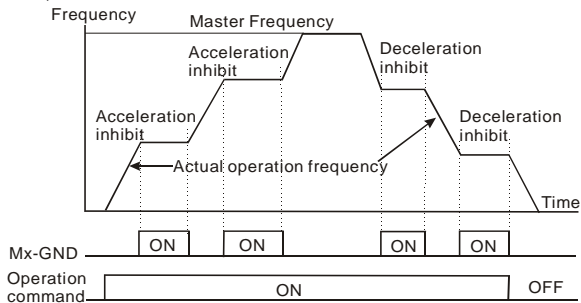 Frequency
Master Frequency
Acceleration
inhibit
Deceleration
inhibit
Acceleration
inhibit
Deceleration
inhibit
Actual operation frequency
Time
Mx-GND
ON
ON
ON
ON
Operation
command
ON
OFF